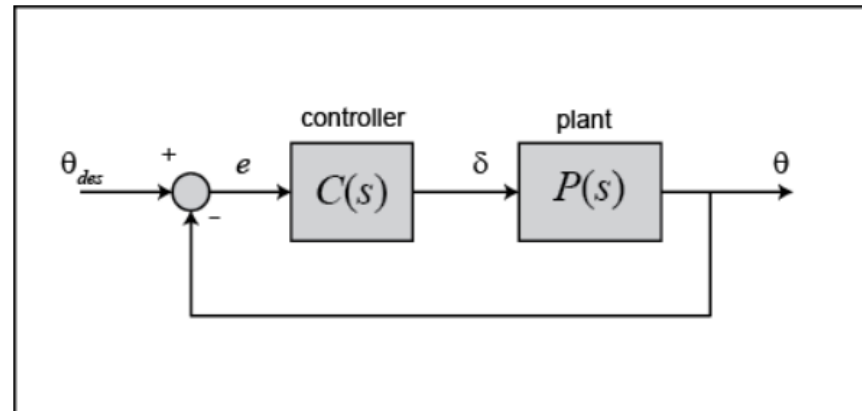 controller plant
θdes + e C(s) δ P(s) θ
-